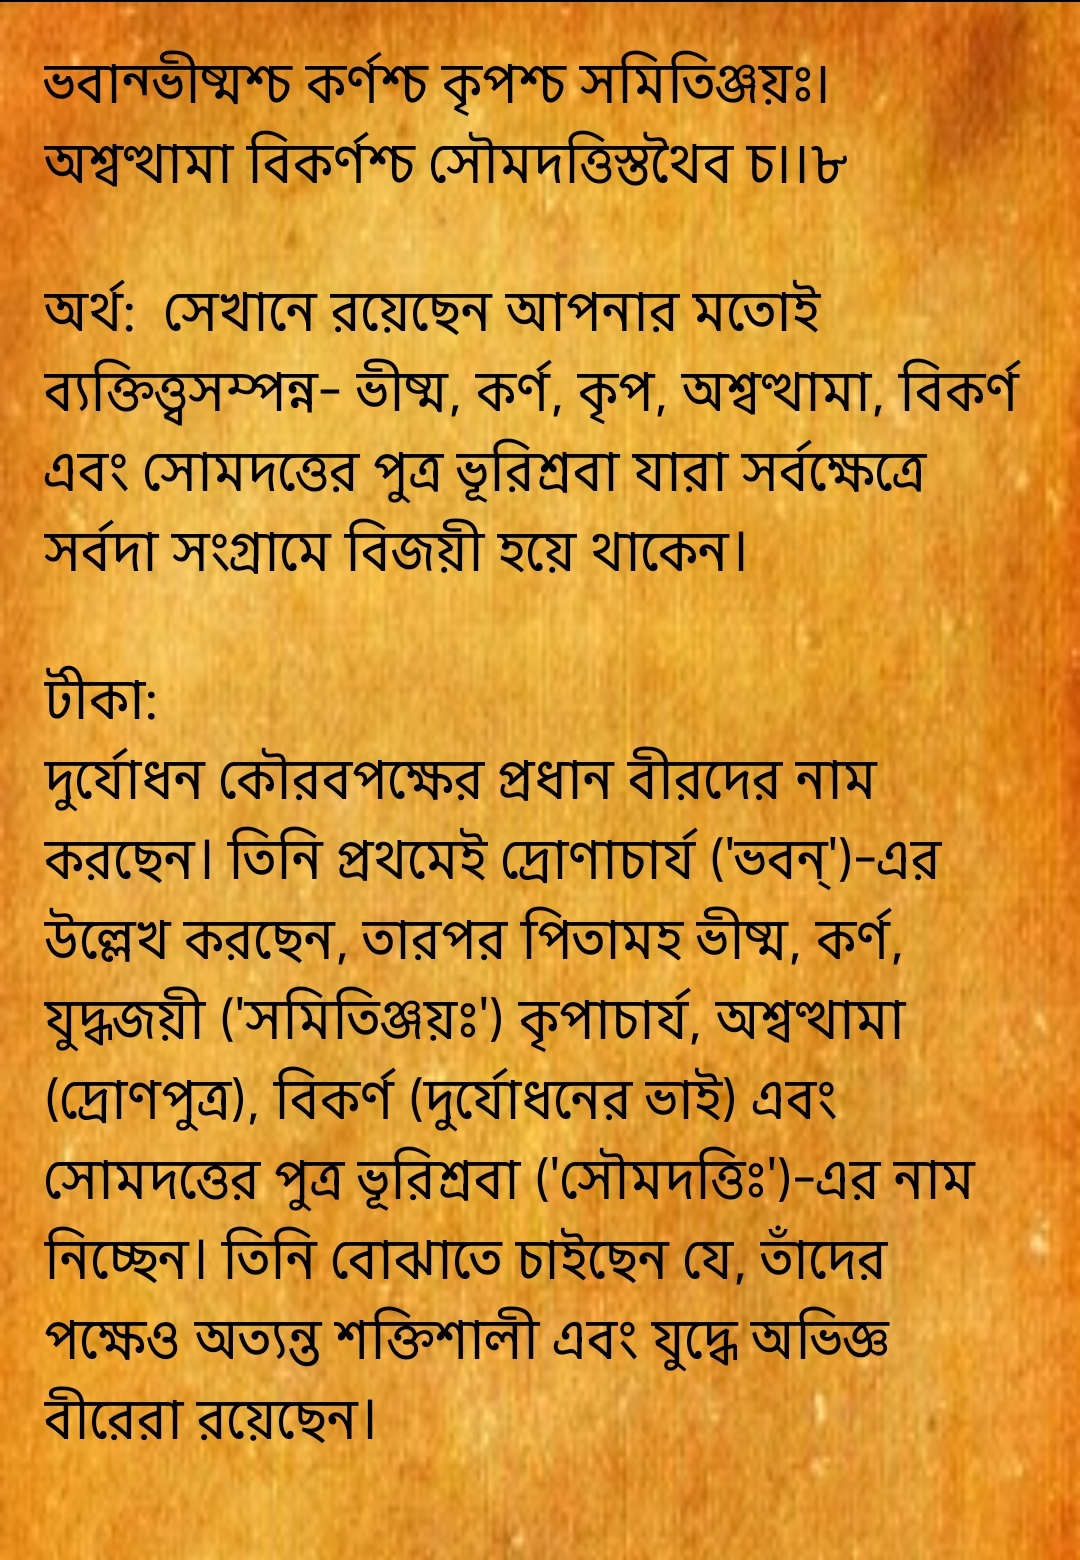 ভবানভীষ্মশ্চ কর্ণশ্চ কৃপশ্চ সমিতিঞ্জয়ঃ।
অশ্বত্থামা বিকর্ণশ্চ সৌমদত্তিস্তথৈব চ।।৮
অর্থ: সেখানে রয়েছেন আপনার মতোই
ব্যক্তিত্ত্বসম্পন্ন- ভীষ্ম, কর্ণ, কৃপ, অশ্বত্থামা, বিকর্ণ
এবং সোমদত্তের পুত্র ভূরিশ্রবা যারা সর্বক্ষেত্রে
সর্বদা সংগ্রামে বিজয়ী হয়ে থাকেন।
টীকা:
দুর্যোধন কৌরবপক্ষের প্রধান বীরদের নাম
করছেন। তিনি প্রথমেই দ্রোণাচার্য ('ভবন্')-এর
উল্লেখ করছেন, তারপর পিতামহ ভীষ্ম, কর্ণ,
যুদ্ধজয়ী ('সমিতিঞ্জয়ঃ') কৃপাচার্য, অশ্বত্থামা
(দ্রোণপুত্র), বিকর্ণ (দুর্যোধনের ভাই) এবং
সোমদত্তের পুত্র ভূরিশ্রবা ('সৌমদত্তিঃ')-এর নাম
নিচ্ছেন। তিনি বোঝাতে চাইছেন যে, তাঁদের
পক্ষেও অত্যন্ত শক্তিশালী এবং যুদ্ধে অভিজ্ঞ
বীরেরা রয়েছেন।